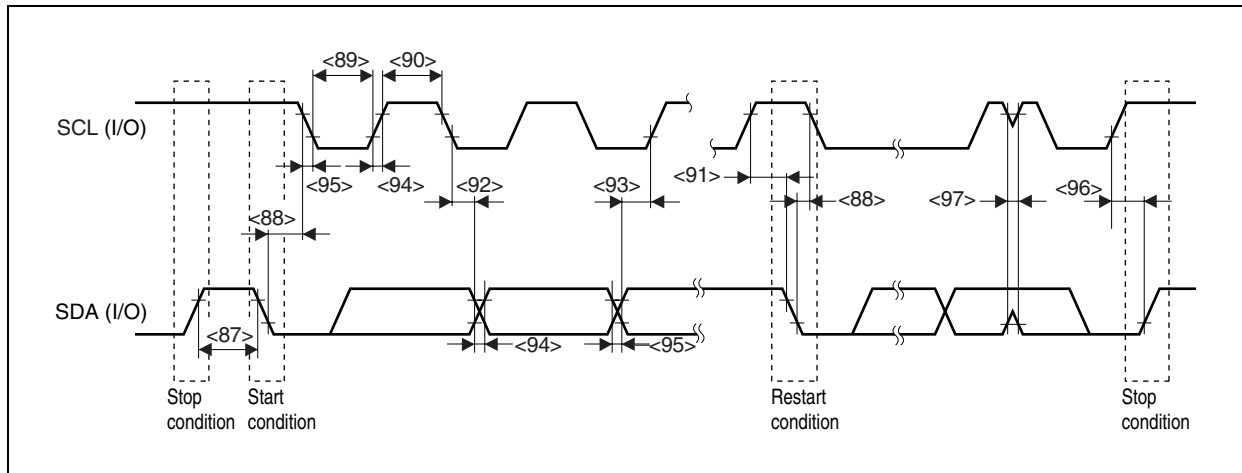 <89> <90>
SCL (I/O)
<95> <94> <92> <93> <91> <88> <97> <96>
<88>
SDA (I/O)
<87> <94> <95>
Stop condition
Start condition
Restart condition
Stop condition